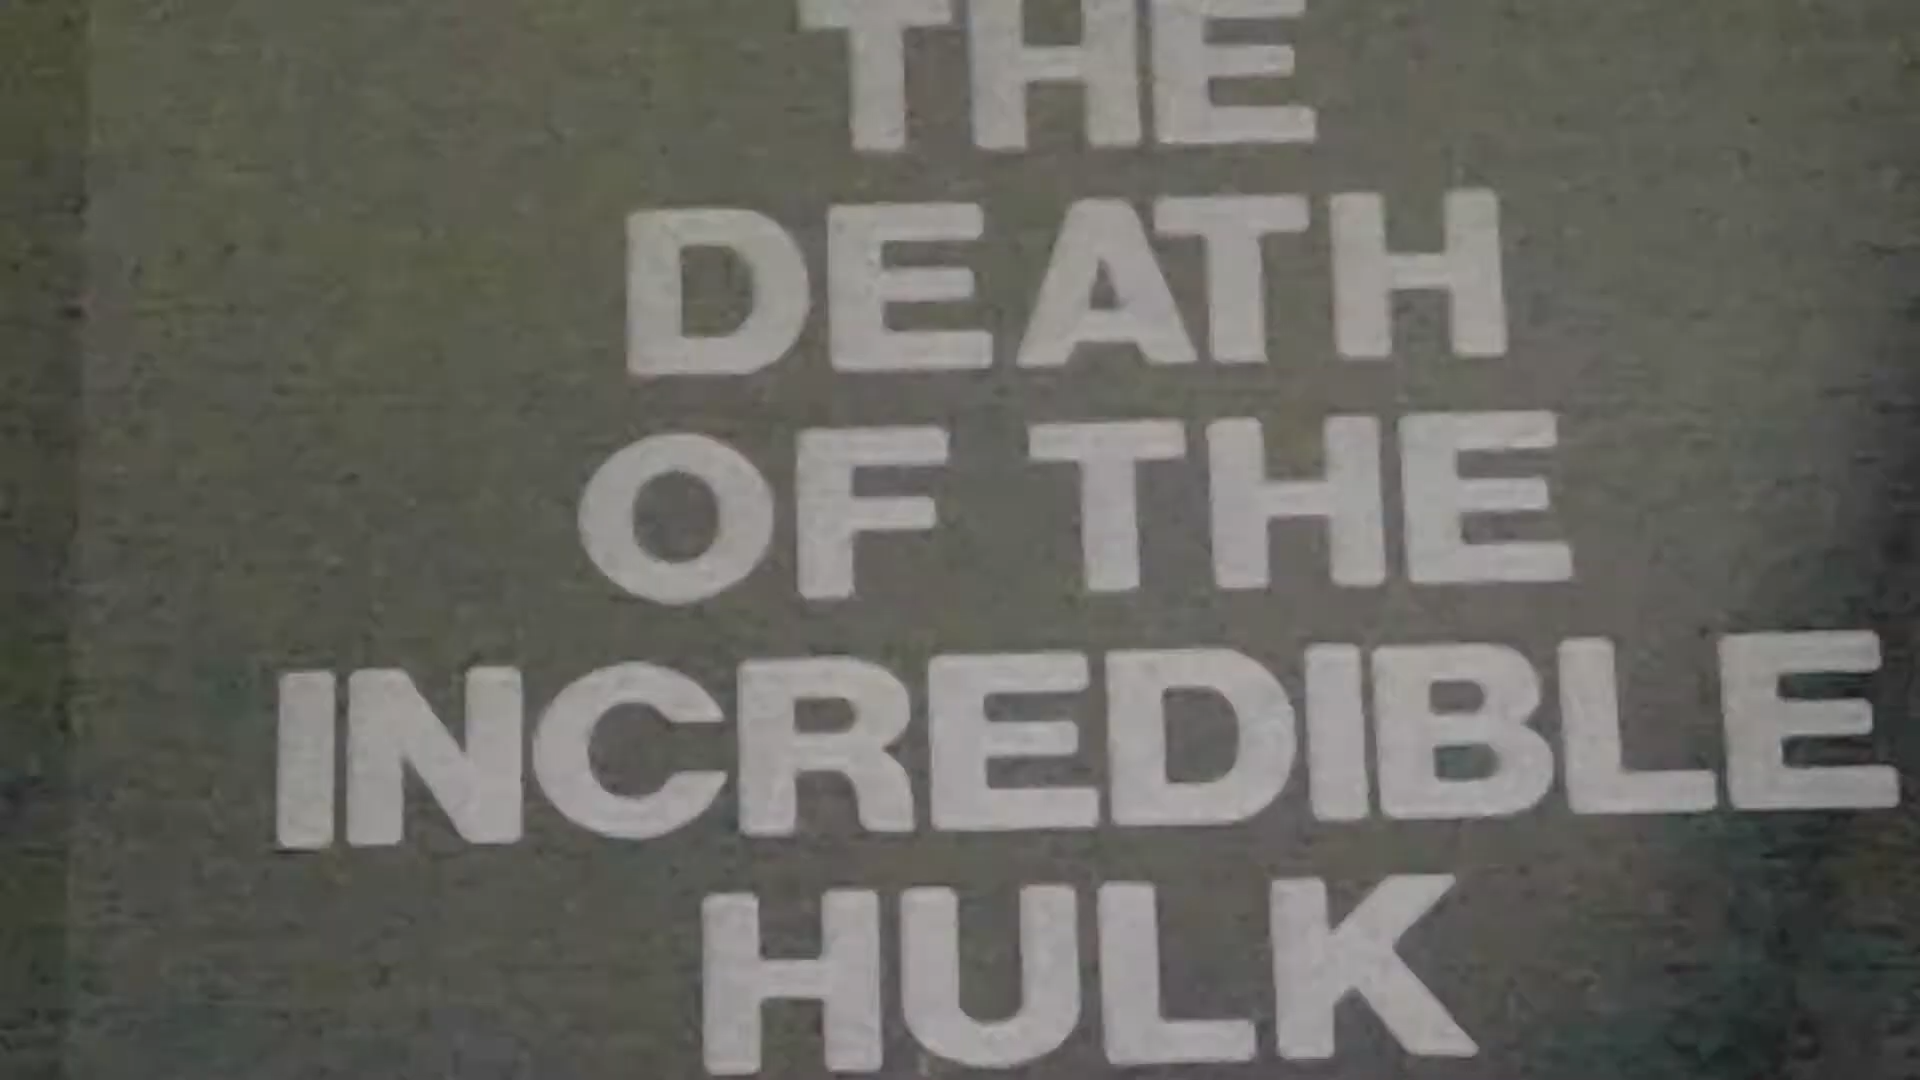 THE
DEATH
OF THE
INCREDIBLE
HULK